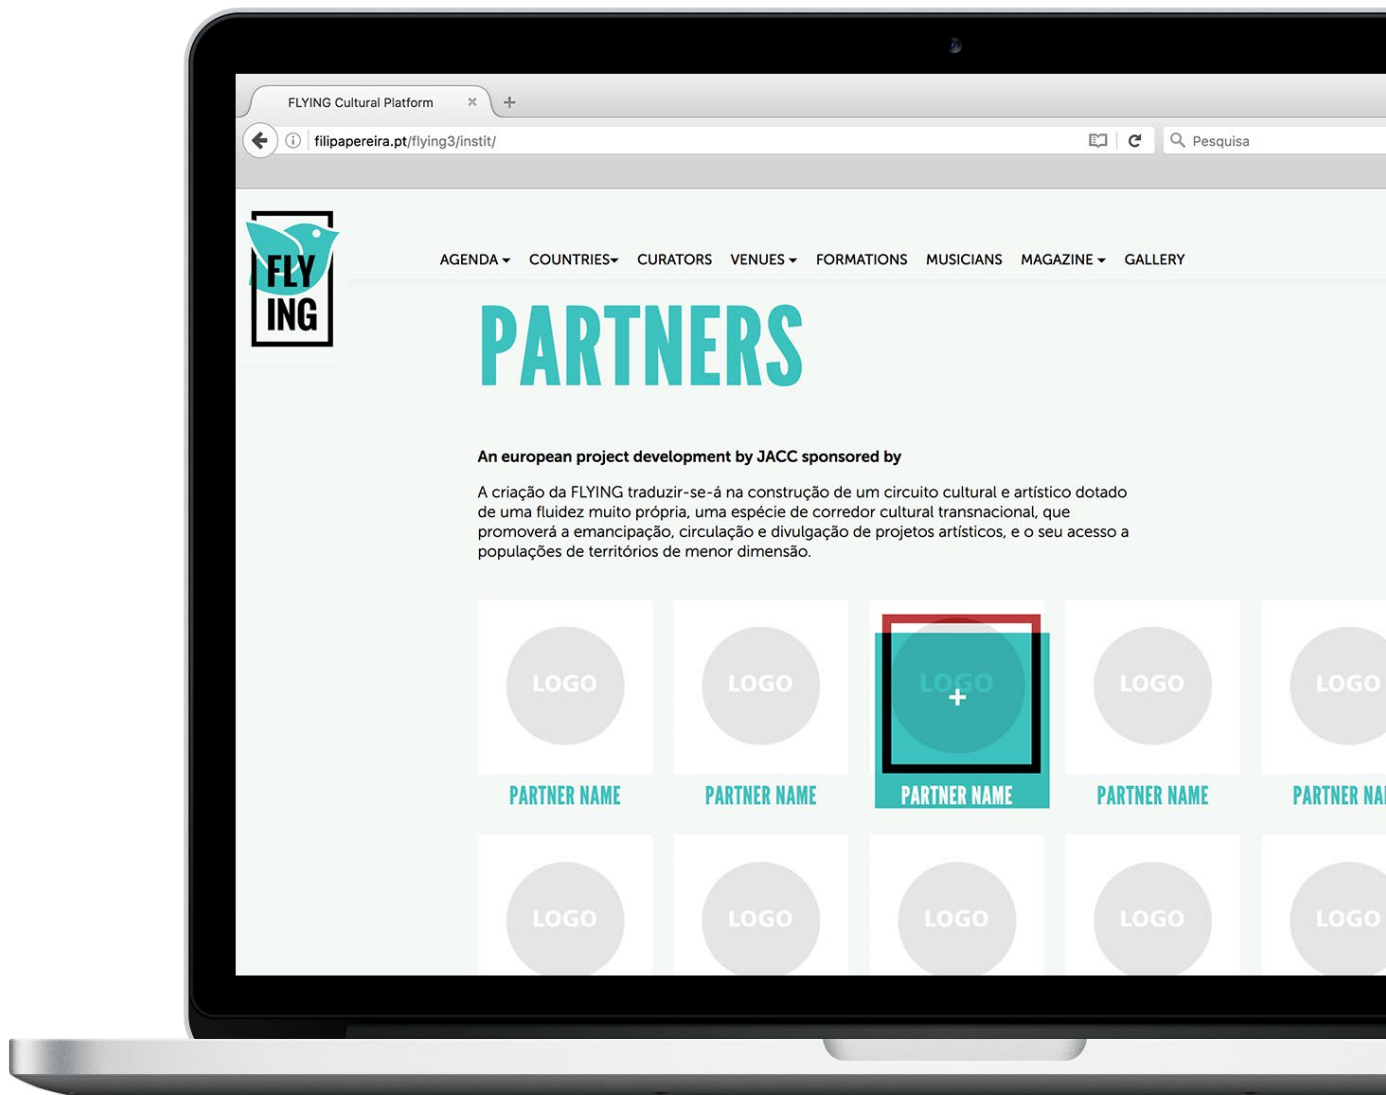 FLYING Cultural Platform
filipapereira.pt/flying3/instit/
Pesquisa
FLY
ING
AGENDA COUNTRIES CURATORS VENUES FORMATIONS MUSICIANS MAGAZINE GALLERY
PARTNERS
An european project development by JACC sponsored by
A criação da FLYING traduzir-se-á na construção de um circuito cultural e artístico dotado
de uma fluidez muito própria, uma espécie de corredor cultural transnacional, que
promoverá a emancipação, circulação e divulgação de projetos artísticos, e o seu acesso a
populações de territórios de menor dimensão.
LOGO LOGO LOGO LOGO LOGO
+
PARTNER NAME PARTNER NAME PARTNER NAME PARTNER NAME PARTNER
LOGO LOGO LOGO LOGO LOGO